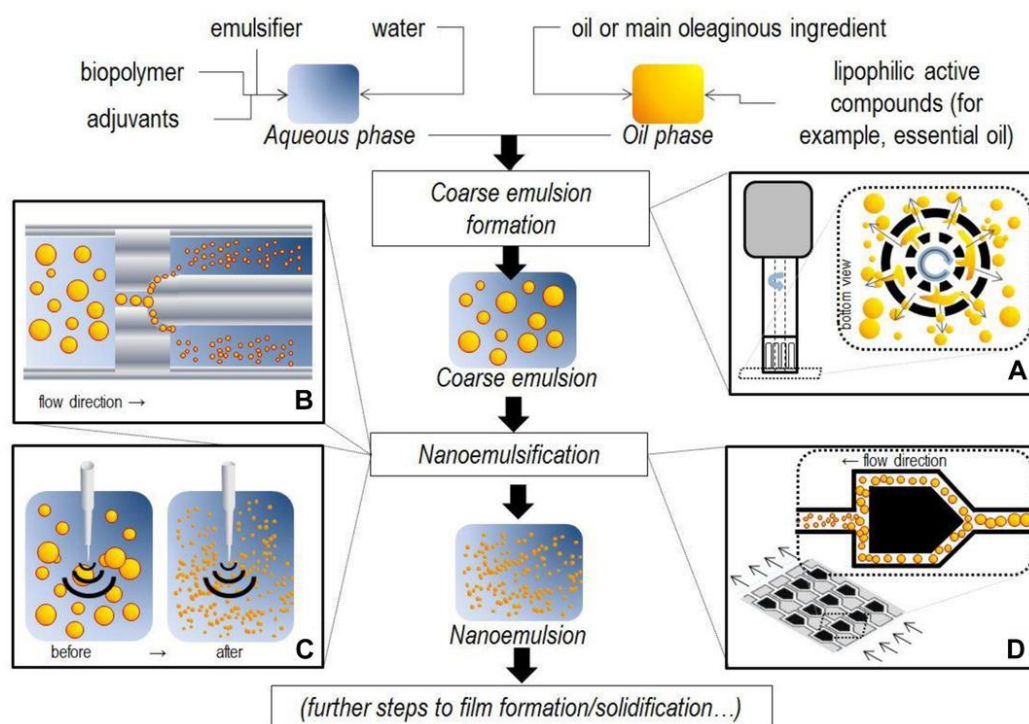 emulsifier
water
oil or main oleaginous ingredient
biopolymer
adjuvants
lipophilic active
compounds (for
example, essential oil)
Aqueous phase
Oil phase
Coarse emulsion
formation
bottom view
A
flow direction →
B
Coarse emulsion
Nanoemulsification
← flow direction
before → after
C
Nanoemulsion
D
(further steps to film formation/solidification…)